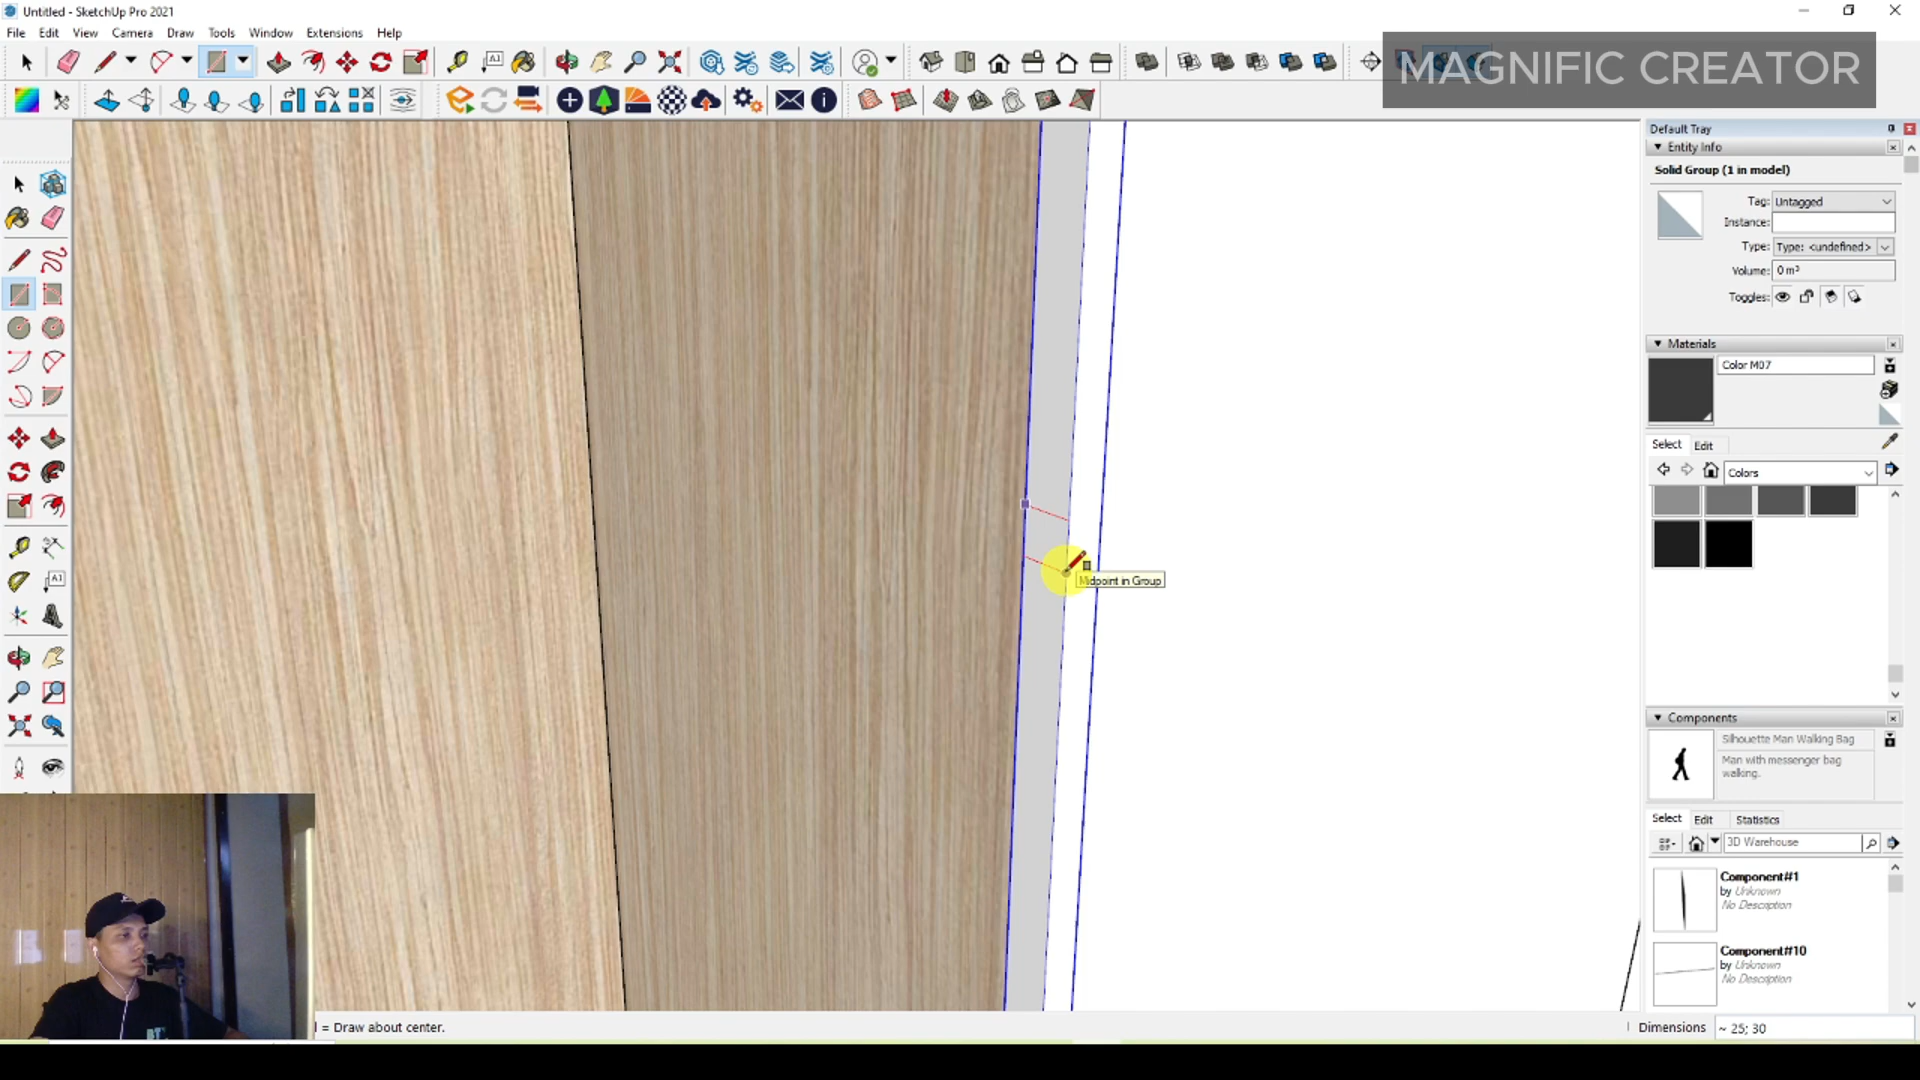 Untitled - SketchUp Pro 2021
File Edit View Camera Draw Tools Window Extensions Help
MAGNIFIC CREATOR
Default Tray
Entity Info
Solid Group (1 in model)
Tag: Untagged
Instance:
Type: Type: <undefined>
Volume: 0 m³
Toggles:
Materials
Color M07
Select Edit
Colors
Midpoint in Group
Components
Silhouette Man Walking Bag
Man with messenger bag
walking.
Select Edit Statistics
3D Warehouse
Component#1
by Unknown
No Description
Component#10
by Unknown
No Description
= Draw about center.
Dimensions ~ 25; 30